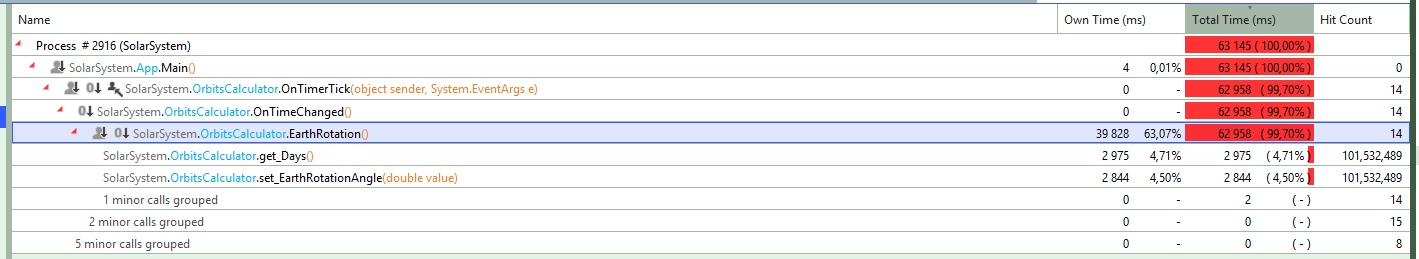 Name Own Time (ms) Total Time (ms) Hit Count
Process # 2916 (SolarSystem) 63 145 ( 100,00% )
SolarSystem.App.Main() 4 0,01% 63 145 ( 100,00% ) 0
SolarSystem.OrbitsCalculator.OnTimerTick(object sender, System.EventArgs e) 0 - 62 958 ( 99,70% ) 14
SolarSystem.OrbitsCalculator.OnTimeChanged() 0 - 62 958 ( 99,70% ) 14
SolarSystem.OrbitsCalculator.EarthRotation() 39 828 63,07% 62 958 ( 99,70% ) 14
SolarSystem.OrbitsCalculator.get_Days() 2 975 4,71% 2 975 ( 4,71% ) 101,532,489
SolarSystem.OrbitsCalculator.set_EarthRotationAngle(double value) 2 844 4,50% 2 844 ( 4,50% ) 101,532,489
1 minor calls grouped 0 - 2 ( - ) 14
2 minor calls grouped 0 - 0 ( - ) 15
5 minor calls grouped 0 - 0 ( - ) 8